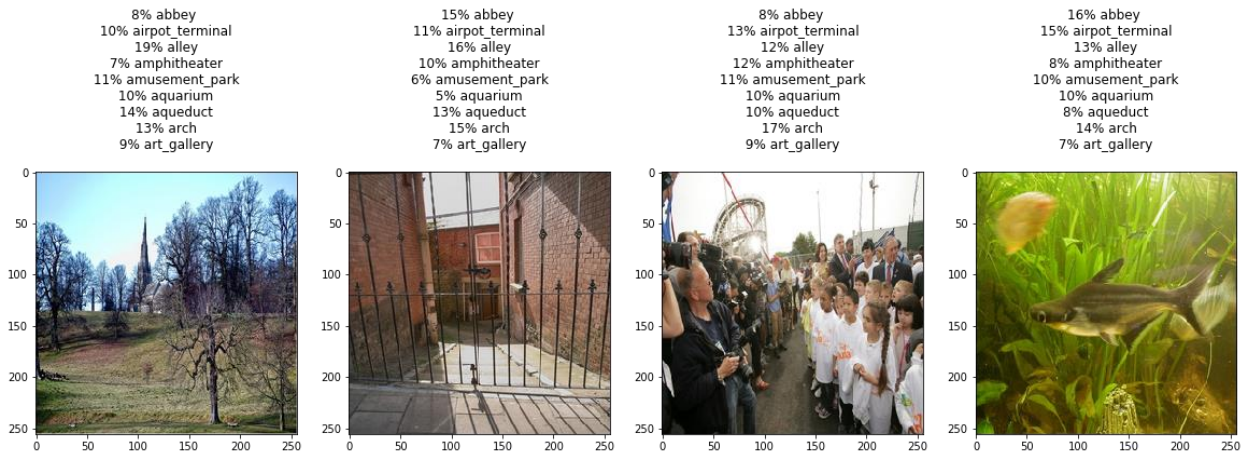 8% abbey
10% airpot_terminal
19% alley
7% amphitheater
11% amusement_park
10% aquarium
14% aqueduct
13% arch
9% art_gallery
15% abbey
11% airpot_terminal
16% alley
10% amphitheater
6% amusement_park
5% aquarium
13% aqueduct
15% arch
7% art_gallery
8% abbey
13% airpot_terminal
12% alley
12% amphitheater
11% amusement_park
10% aquarium
10% aqueduct
17% arch
9% art_gallery
16% abbey
15% airpot_terminal
13% alley
8% amphitheater
10% amusement_park
10% aquarium
8% aqueduct
14% arch
7% art_gallery
0
50
100
150
200
250
0 50 100 150 200 250
0
50
100
150
200
250
0 50 100 150 200 250
0
50
100
150
200
250
0 50 100 150 200 250
0
50
100
150
200
250
0 50 100 150 200 250